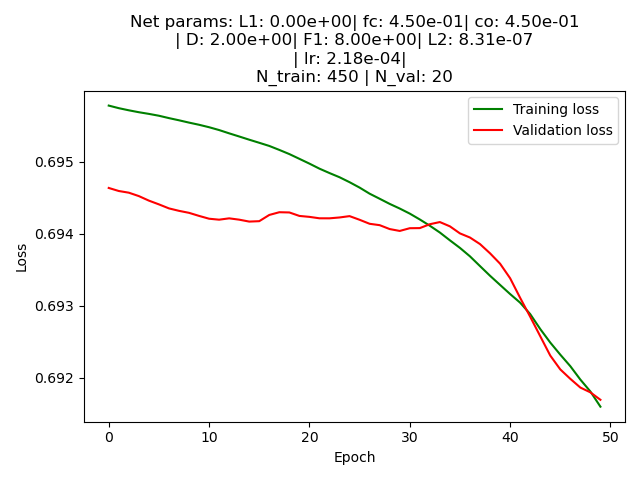 Net params: L1: 0.00e+00| fc: 4.50e-01| co: 4.50e-01
| D: 2.00e+00| F1: 8.00e+00| L2: 8.31e-07
| lr: 2.18e-04|
N_train: 450 | N_val: 20
Training loss
Validation loss
0.695
0.694
0.693
0.692
Loss
0 10 20 30 40 50
Epoch